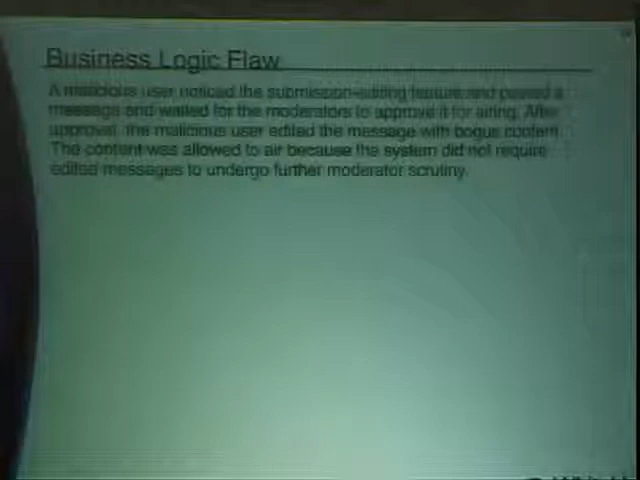 Business Logic Flaw
A malicious user noticed the submission-editing feature and posted a
message and waited for the moderators to approve it for airing. After
approval, the malicious user edited the message with bogus content.
The content was allowed to air because the system did not require
edited messages to undergo further moderator scrutiny.